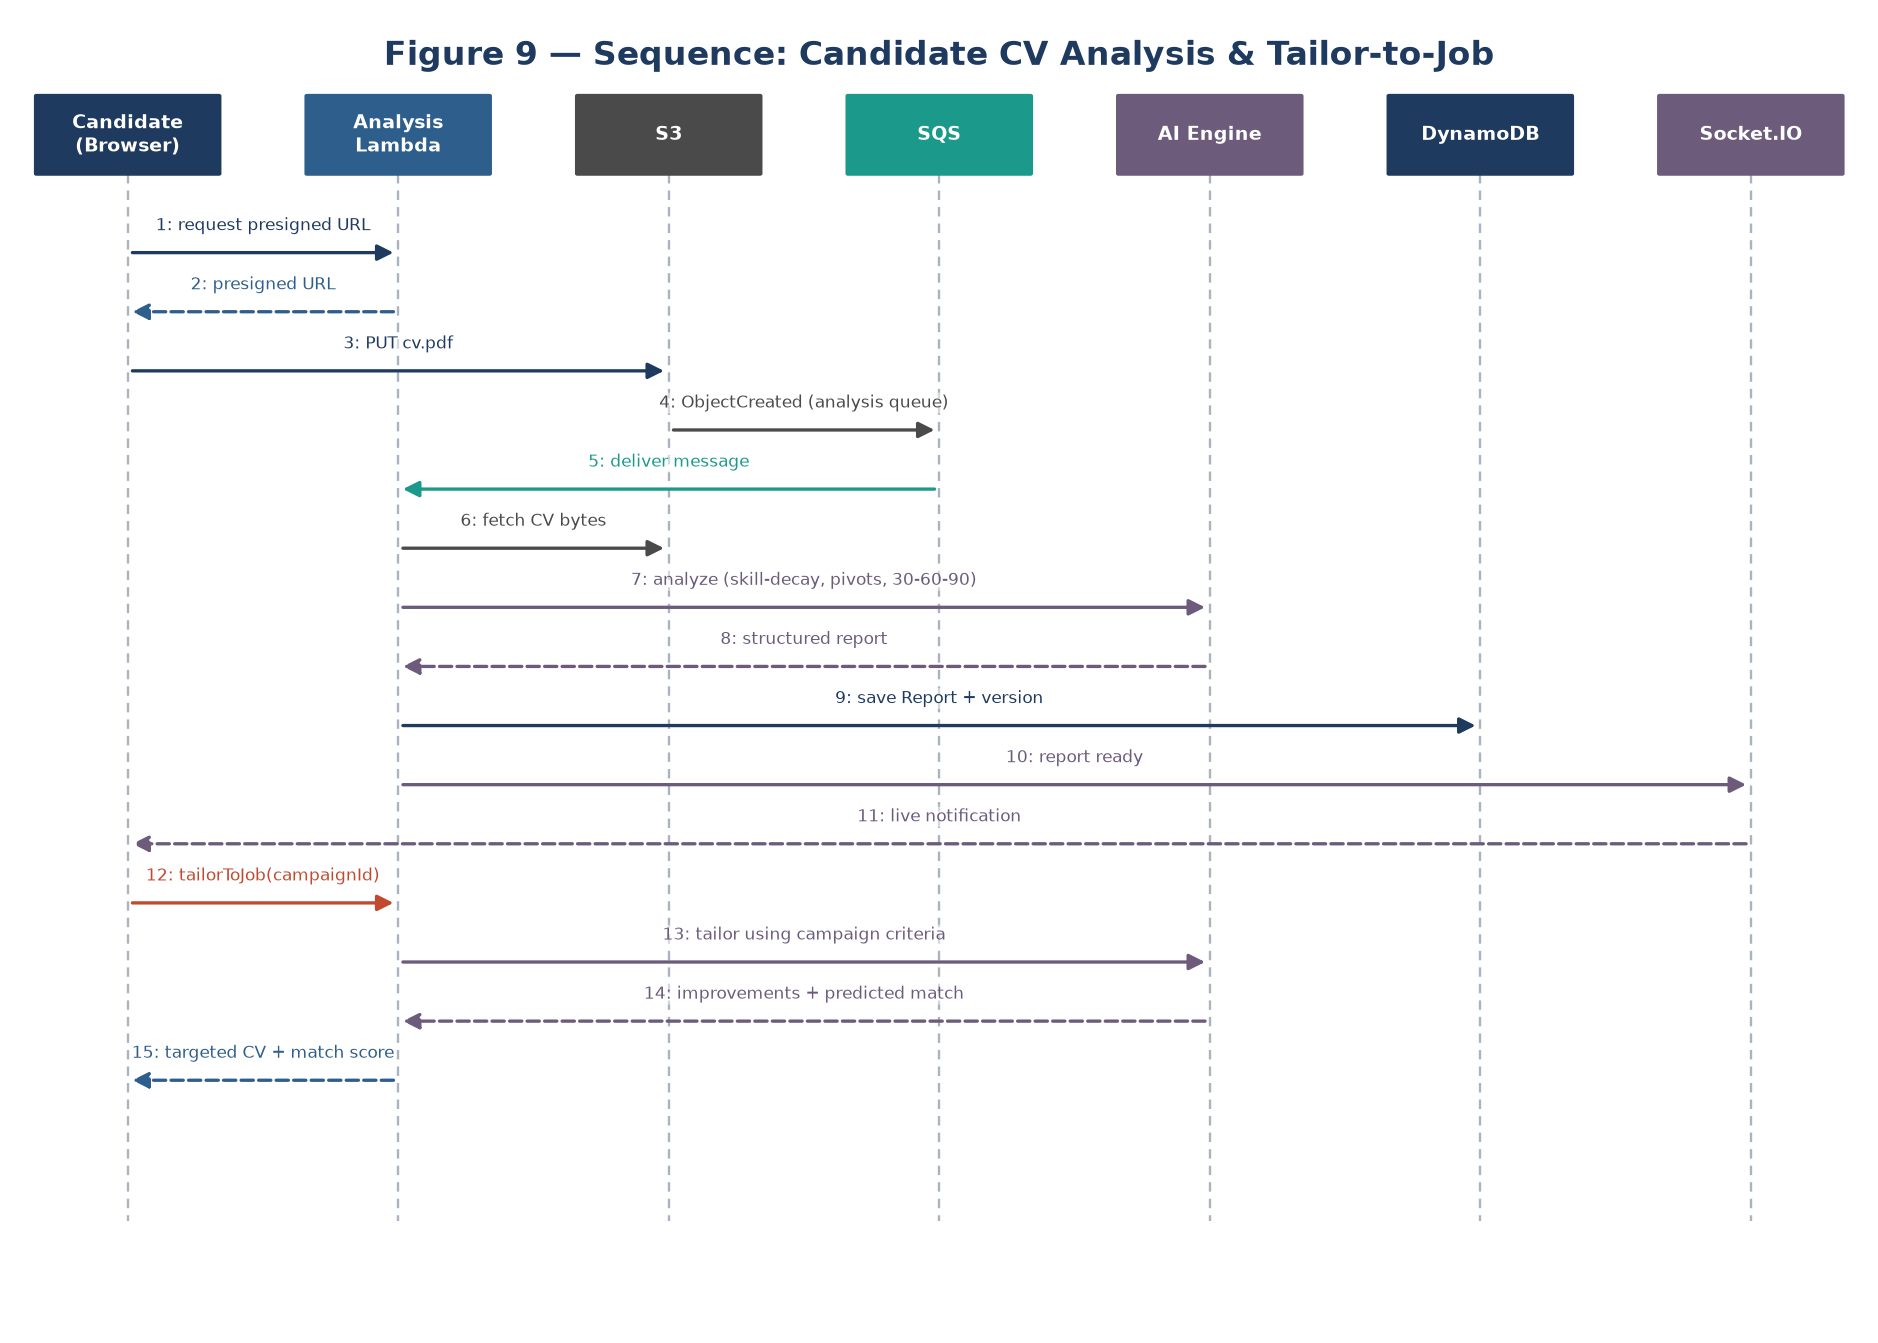 Figure 9 — Sequence: Candidate CV Analysis & Tailor-to-Job
Candidate
(Browser)
Analysis
Lambda
S3
SQS
AI Engine
DynamoDB
Socket.IO
1: request presigned URL
2: presigned URL
3: PUT cv.pdf
4: ObjectCreated (analysis queue)
5: deliver message
6: fetch CV bytes
7: analyze (skill-decay, pivots, 30-60-90)
8: structured report
9: save Report + version
10: report ready
11: live notification
12: tailorToJob(campaignId)
13: tailor using campaign criteria
14: improvements + predicted match
15: targeted CV + match score